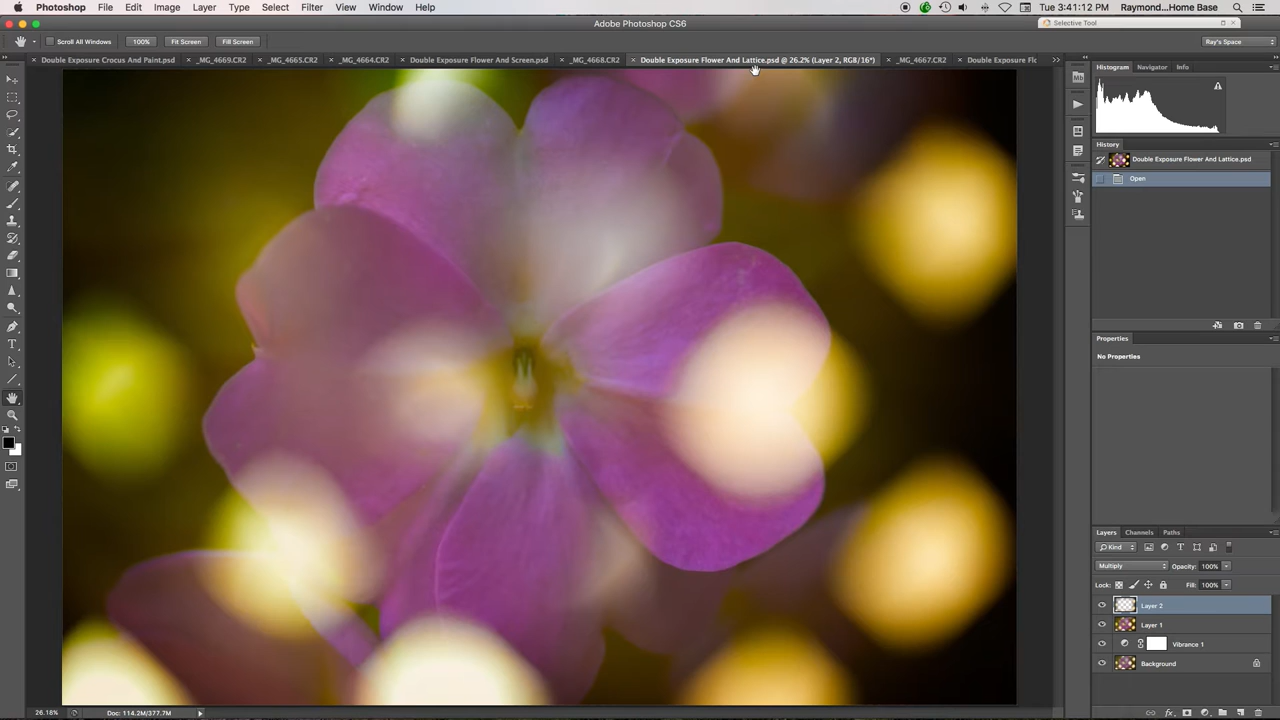 Photoshop File Edit Image Layer Type Select Filter View Window Help Tue 3:41:12 PM Raymond...Home Base
Adobe Photoshop CS6
Selective Tool
Scroll All Windows 100% Fit Screen Fill Screen Ray's Space
Double Exposure Crocus And Paint.psd _MG_4669.CR2 _MG_4665.CR2 _MG_4664.CR2 Double Exposure Flower And Screen.psd _MG_4668.CR2 Double Exposure Flower And Lattice.psd @ 26.2% (Layer 2, RGB/16*) _MG_4667.CR2 Double Exposure Flc
Histogram Navigator Info
History
Double Exposure Flower And Lattice.psd
Open
Properties
No Properties
Layers Channels Paths
Kind
Multiply Opacity: 100%
Lock: Fill: 100%
Layer 2
Layer 1
Vibrance 1
Background
26.18% Doc: 114.2M/377.7M